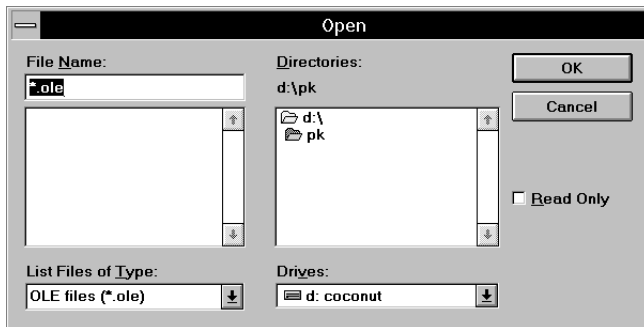 Open
File Name:
*.ole
Directories:
d:\pk
d:\
pk
OK
Cancel
Read Only
List Files of Type:
OLE files (*.ole)
Drives:
d: coconut